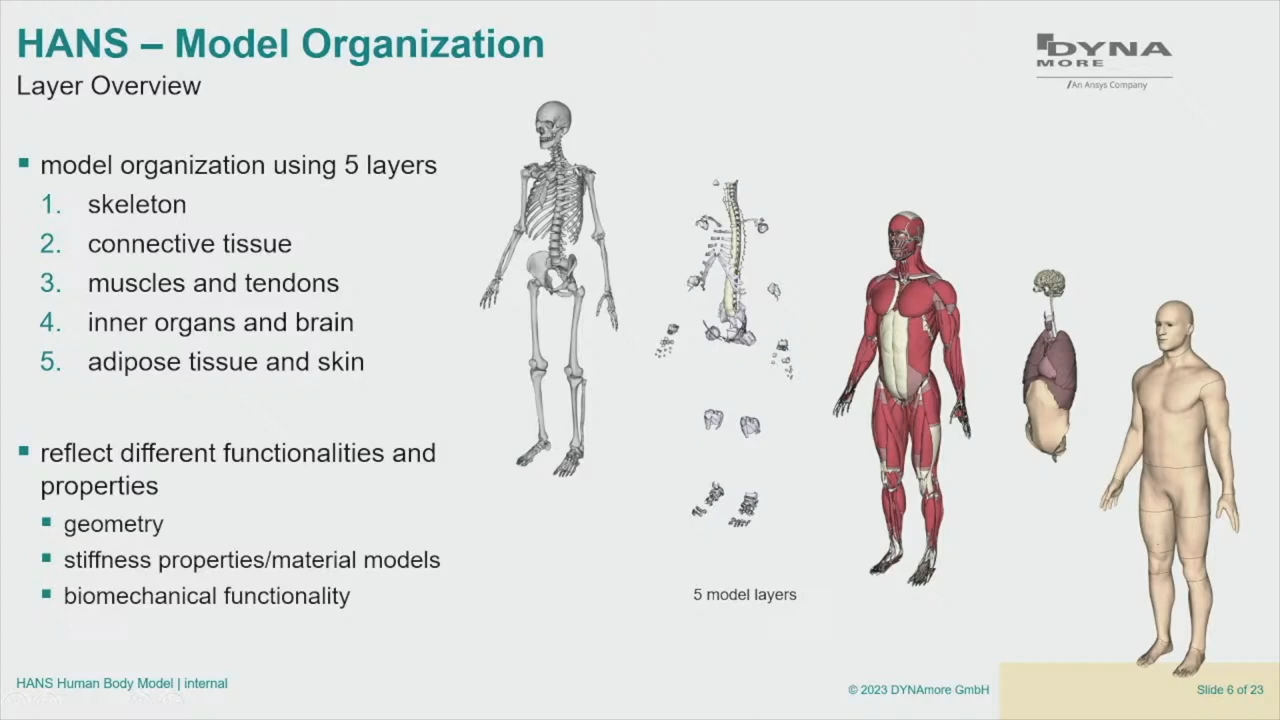 HANS – Model Organization
Layer Overview
DYNA
MORE
/An Ansys Company
▪ model organization using 5 layers
1. skeleton
2. connective tissue
3. muscles and tendons
4. inner organs and brain
5. adipose tissue and skin
▪ reflect different functionalities and
properties
▪ geometry
▪ stiffness properties/material models
▪ biomechanical functionality
5 model layers
HANS Human Body Model | internal
© 2023 DYNAmore GmbH
Slide 6 of 23